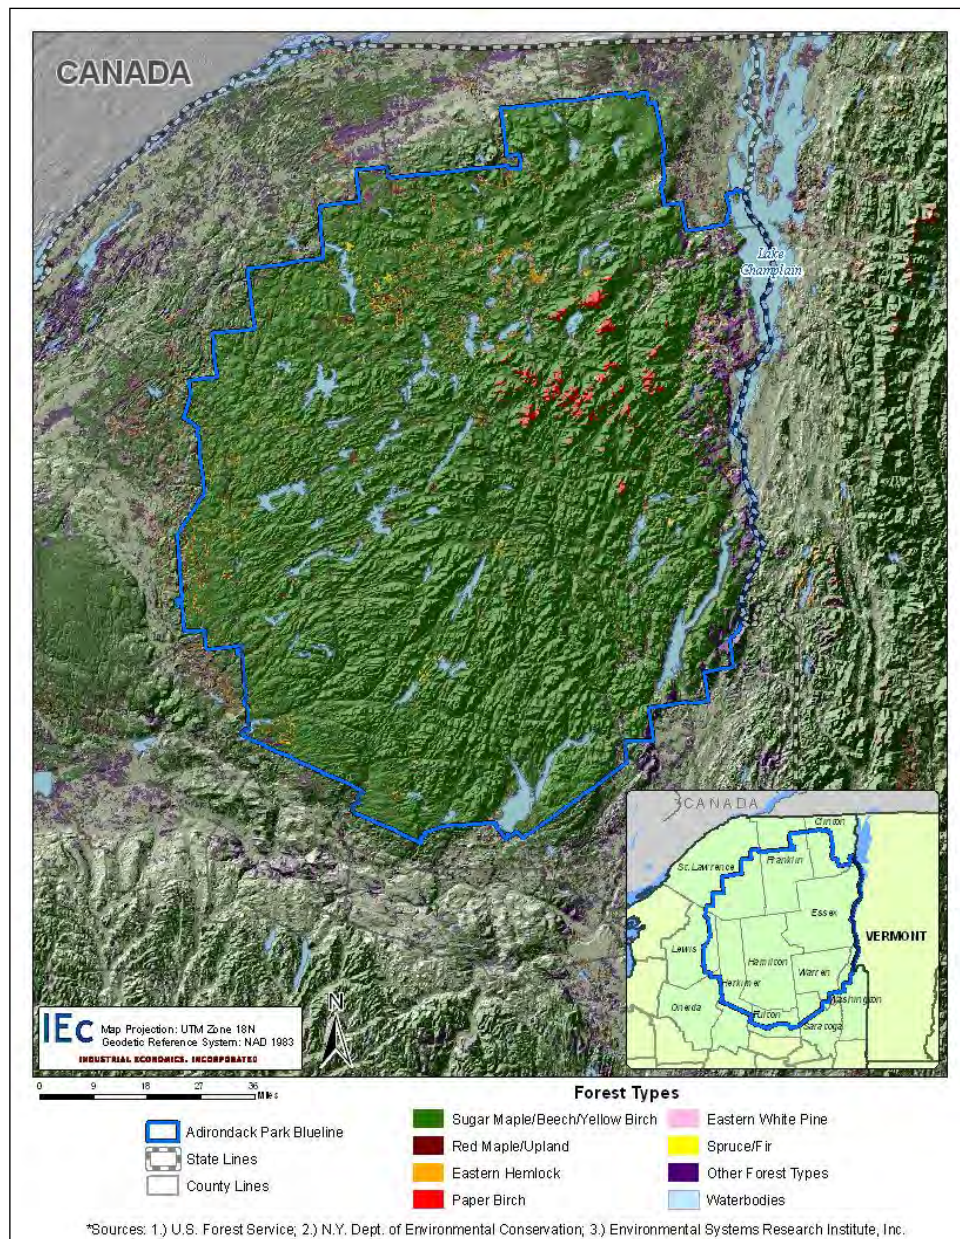 CANADA
Lake
Champlain
CANADA
Clinton
Franklin
St. Lawrence
Essex
VERMONT
Lewis
Hamilton
Warren
Herkimer
Washington
Oneida
Fulton
Saratoga
N
IEc
Map Projection: UTM Zone 18N
Geodetic Reference System: NAD 1983
INDUSTRIAL ECONOMICS, INCORPORATED
0 9 18 27 36
Miles
Forest Types
Adirondack Park Blueline
State Lines
County Lines
Sugar Maple/Beech/Yellow Birch
Red Maple/Upland
Eastern Hemlock
Paper Birch
Eastern White Pine
Spruce/Fir
Other Forest Types
Waterbodies
*Sources: 1.) U.S. Forest Service; 2.) N.Y. Dept. of Environmental Conservation; 3.) Environmental Systems Research Institute, Inc.